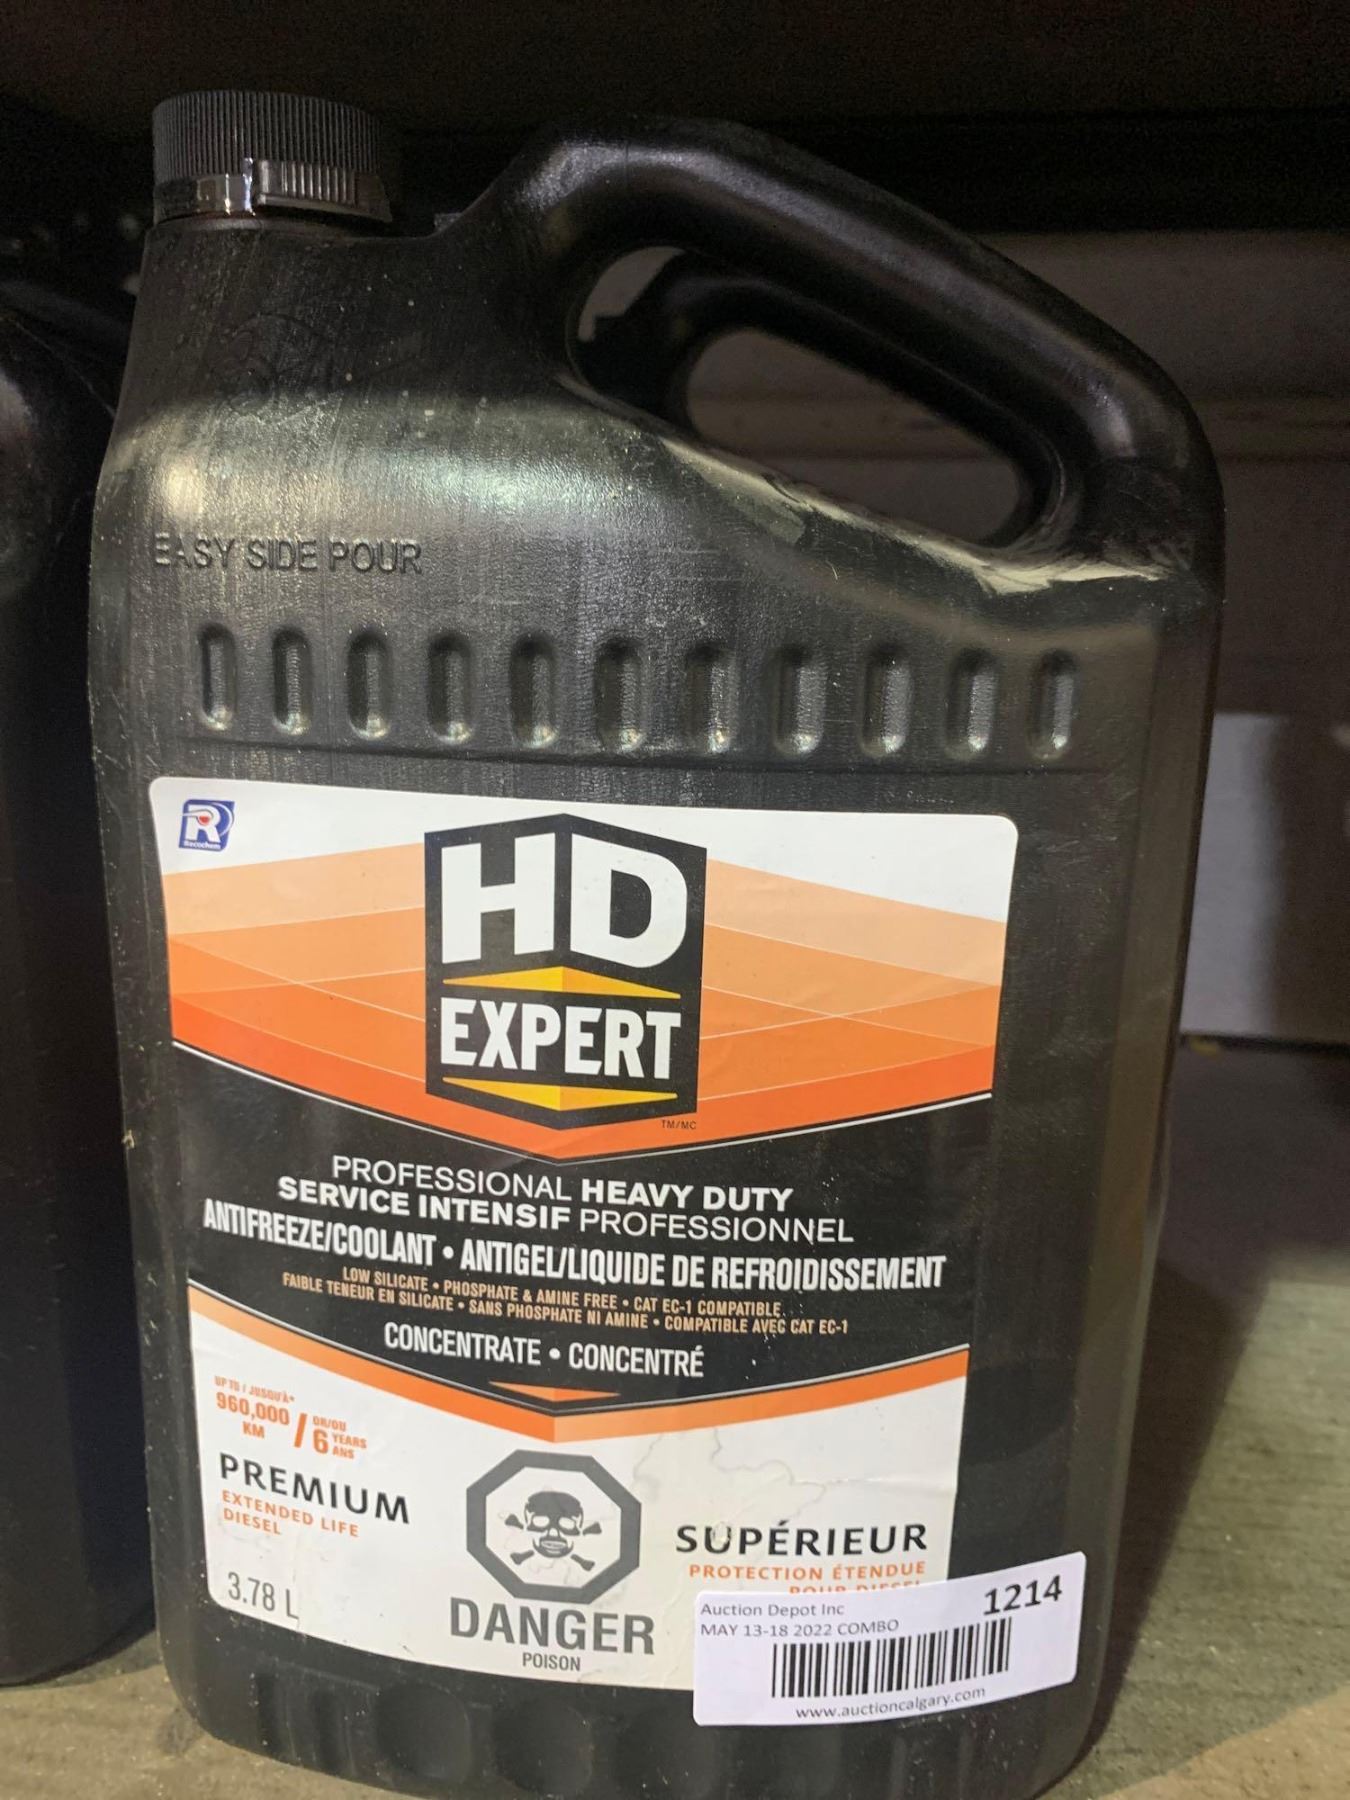 EASY SIDE POUR
R
Recochem
HD
EXPERT
TM/MC
PROFESSIONAL HEAVY DUTY
SERVICE INTENSIF PROFESSIONNEL
ANTIFREEZE/COOLANT • ANTIGEL/LIQUIDE DE REFROIDISSEMENT
LOW SILICATE • PHOSPHATE & AMINE FREE • CAT EC-1 COMPATIBLE
FAIBLE TENEUR EN SILICATE • SANS PHOSPHATE NI AMINE • COMPATIBLE AVEC CAT EC-1
CONCENTRATE • CONCENTRÉ
UP TO / JUSQU'À*
960,000 KM / OR/OU 6 YEARS ANS
PREMIUM
EXTENDED LIFE
DIESEL
3.78 L
DANGER
POISON
SUPÉRIEUR
PROTECTION ÉTENDUE
POUR DIESEL
Auction Depot Inc 1214
MAY 13-18 2022 COMBO
www.auctioncalgary.com